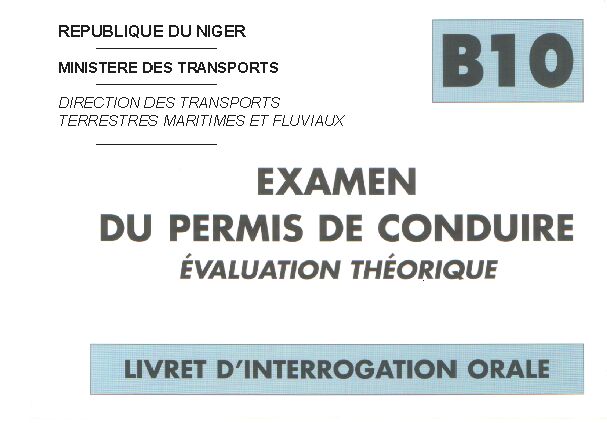 REPUBLIQUE DU NIGER
MINISTERE DES TRANSPORTS
DIRECTION DES TRANSPORTS
TERRESTRES MARITIMES ET FLUVIAUX
B10
EXAMEN
DU PERMIS DE CONDUIRE
ÉVALUATION THÉORIQUE
LIVRET D'INTERROGATION ORALE